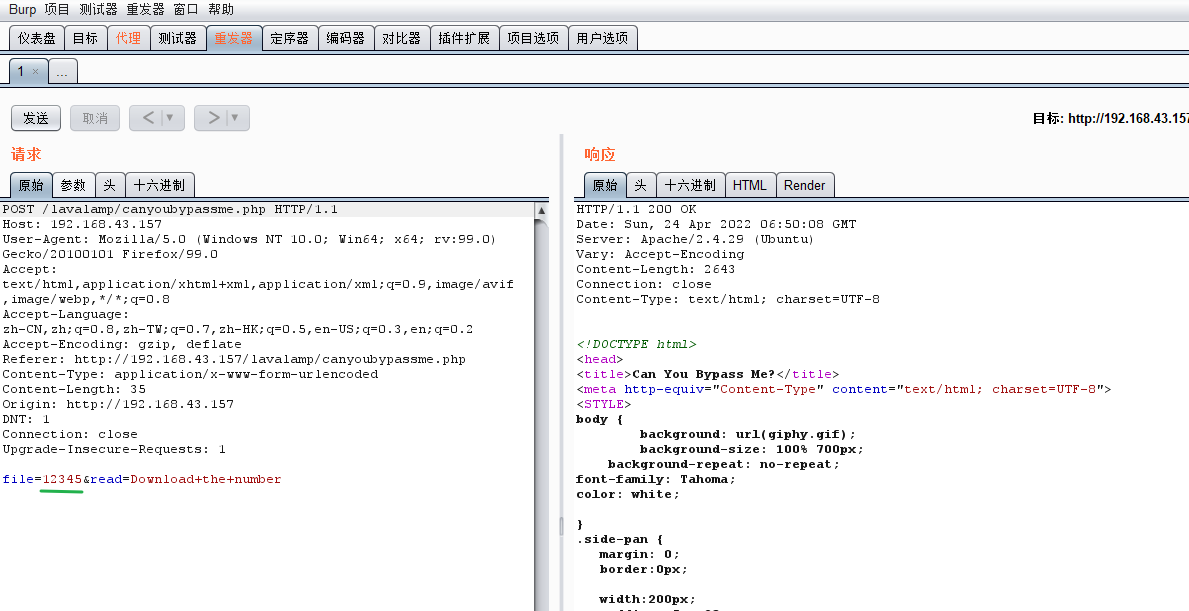 Burp 项目 测试器 重发器 窗口 帮助
仪表盘 目标 代理 测试器 重发器 定序器 编码器 对比器 插件扩展 项目选项 用户选项
1 × ...
发送 取消 < ▼ > ▼ 目标: http://192.168.43.157
请求
原始 参数 头 十六进制
POST /lavalamp/canyoubypassme.php HTTP/1.1
Host: 192.168.43.157
User-Agent: Mozilla/5.0 (Windows NT 10.0; Win64; x64; rv:99.0)
Gecko/20100101 Firefox/99.0
Accept:
text/html,application/xhtml+xml,application/xml;q=0.9,image/avif
,image/webp,*/*;q=0.8
Accept-Language:
zh-CN,zh;q=0.8,zh-TW;q=0.7,zh-HK;q=0.5,en-US;q=0.3,en;q=0.2
Accept-Encoding: gzip, deflate
Referer: http://192.168.43.157/lavalamp/canyoubypassme.php
Content-Type: application/x-www-form-urlencoded
Content-Length: 35
Origin: http://192.168.43.157
DNT: 1
Connection: close
Upgrade-Insecure-Requests: 1
file=12345&read=Download+the+number
响应
原始 头 十六进制 HTML Render
HTTP/1.1 200 OK
Date: Sun, 24 Apr 2022 06:50:08 GMT
Server: Apache/2.4.29 (Ubuntu)
Vary: Accept-Encoding
Content-Length: 2643
Connection: close
Content-Type: text/html; charset=UTF-8
<!DOCTYPE html>
<head>
<title>Can You Bypass Me?</title>
<meta http-equiv="Content-Type" content="text/html; charset=UTF-8">
<STYLE>
body {
background: url(giphy.gif);
background-size: 100% 700px;
background-repeat: no-repeat;
font-family: Tahoma;
color: white;
}
.side-pan {
margin: 0;
border:0px;
width:200px;